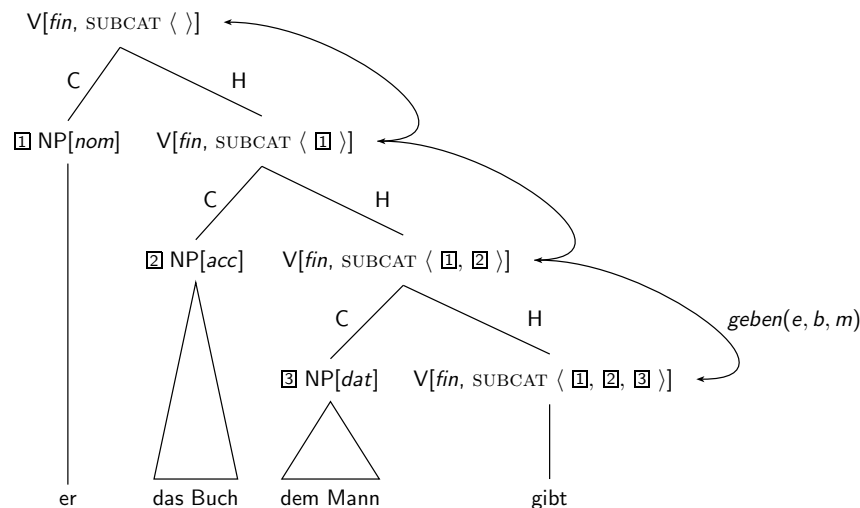 V[fin, SUBCAT ⟨ ⟩]
C H
1 NP[nom] V[fin, SUBCAT ⟨ 1 ⟩]
C H
2 NP[acc] V[fin, SUBCAT ⟨ 1, 2 ⟩]
C H geben(e, b, m)
3 NP[dat] V[fin, SUBCAT ⟨ 1, 2, 3 ⟩]
er das Buch dem Mann gibt